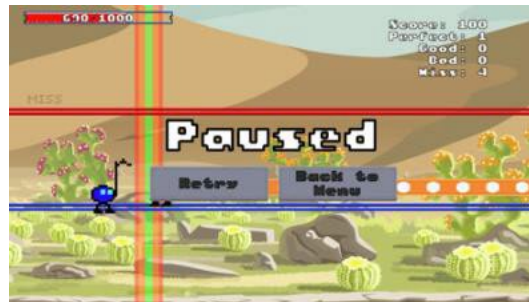 690/1000
Score: 100
Perfect: 1
Good: 0
Bad: 0
Miss: 4
MISS
Paused
Retry
Back to
Menu